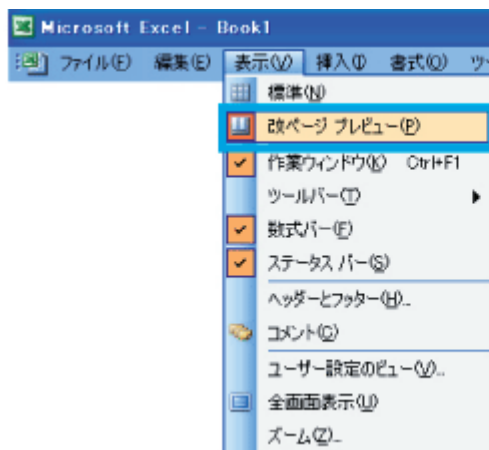 Microsoft Excel - Book1
ファイル(F) 編集(E) 表示(V) 挿入(I) 書式(O) ツ
標準(N)
改ページ プレビュー(P)
作業ウィンドウ(K) Ctrl+F1
ツールバー(T)
数式バー(F)
ステータス バー(S)
ヘッダーとフッター(H)...
コメント(C)
ユーザー設定のビュー(V)...
全画面表示(U)
ズーム(Z)...